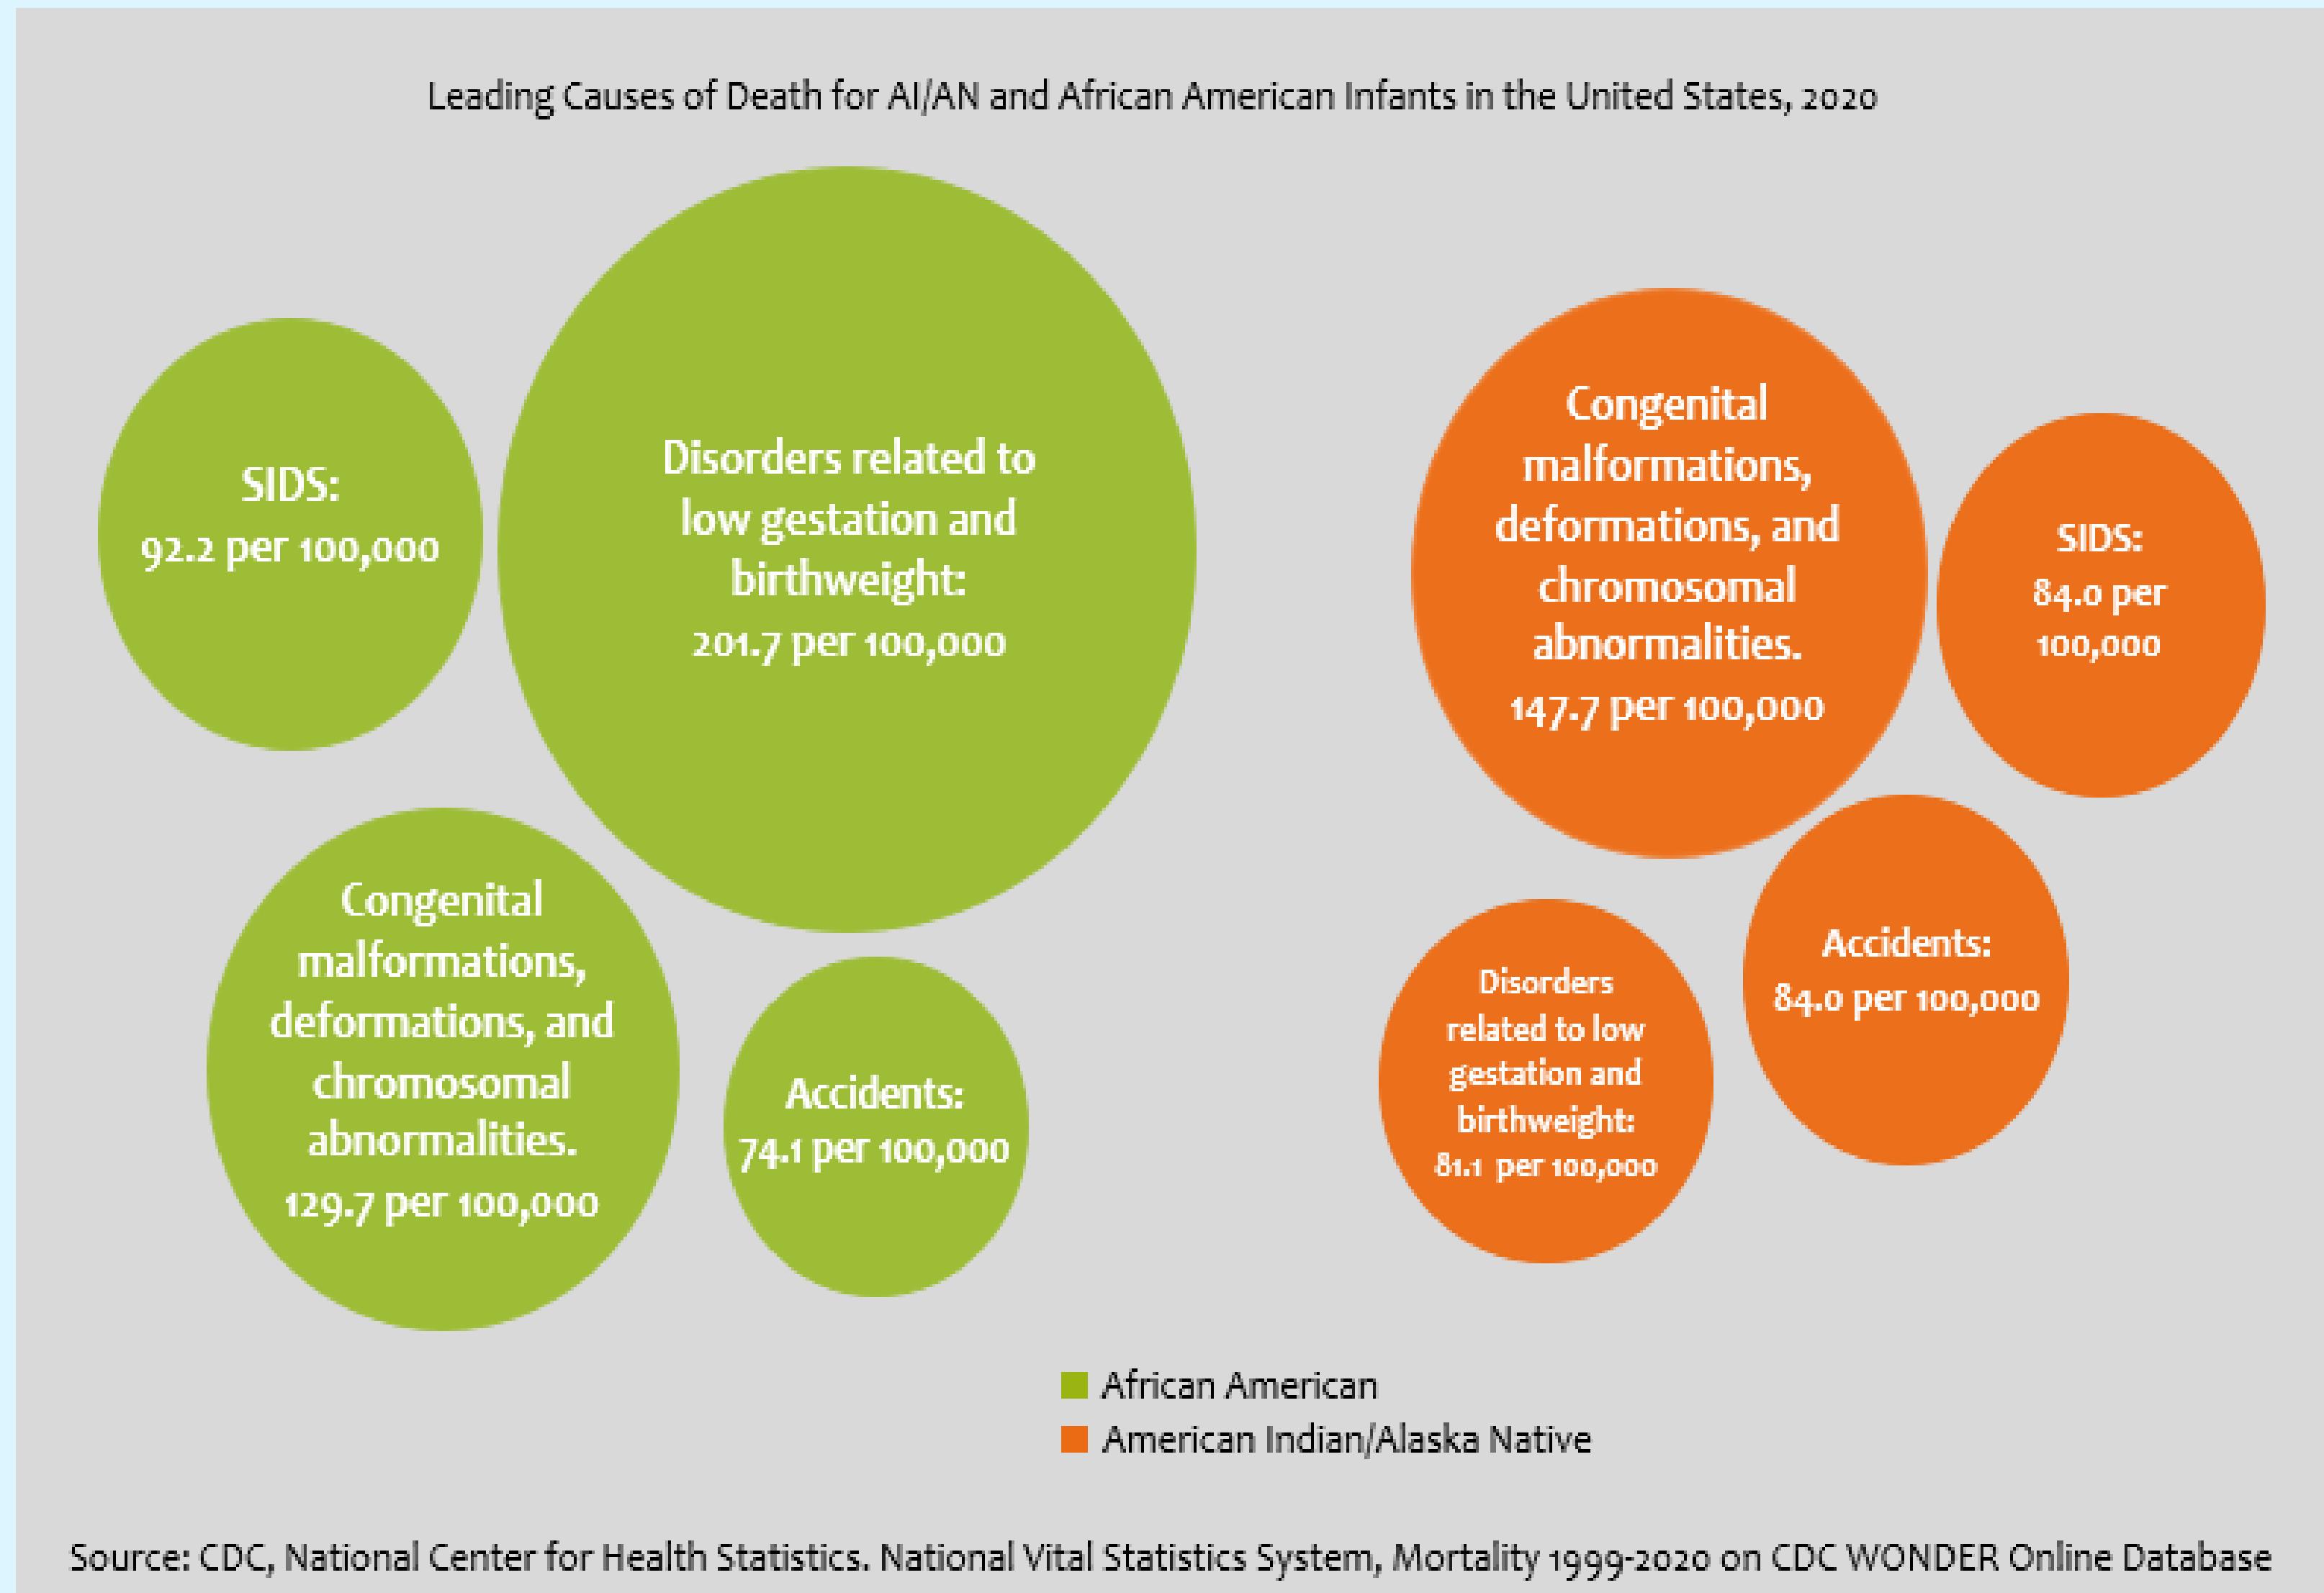 Leading Causes of Death for AI/AN and African American Infants in the United States, 2020
SIDS:
92.2 per 100,000
Disorders related to
low gestation and
birthweight:
201.7 per 100,000
Congenital
malformations,
deformations, and
chromosomal
abnormalities.
129.7 per 100,000
Accidents:
74.1 per 100,000
Congenital
malformations,
deformations, and
chromosomal
abnormalities.
147.7 per 100,000
SIDS:
84.0 per
100,000
Disorders
related to low
gestation and
birthweight:
81.1 per 100,000
Accidents:
84.0 per 100,000
African American
American Indian/Alaska Native
Source: CDC, National Center for Health Statistics. National Vital Statistics System, Mortality 1999-2020 on CDC WONDER Online Database